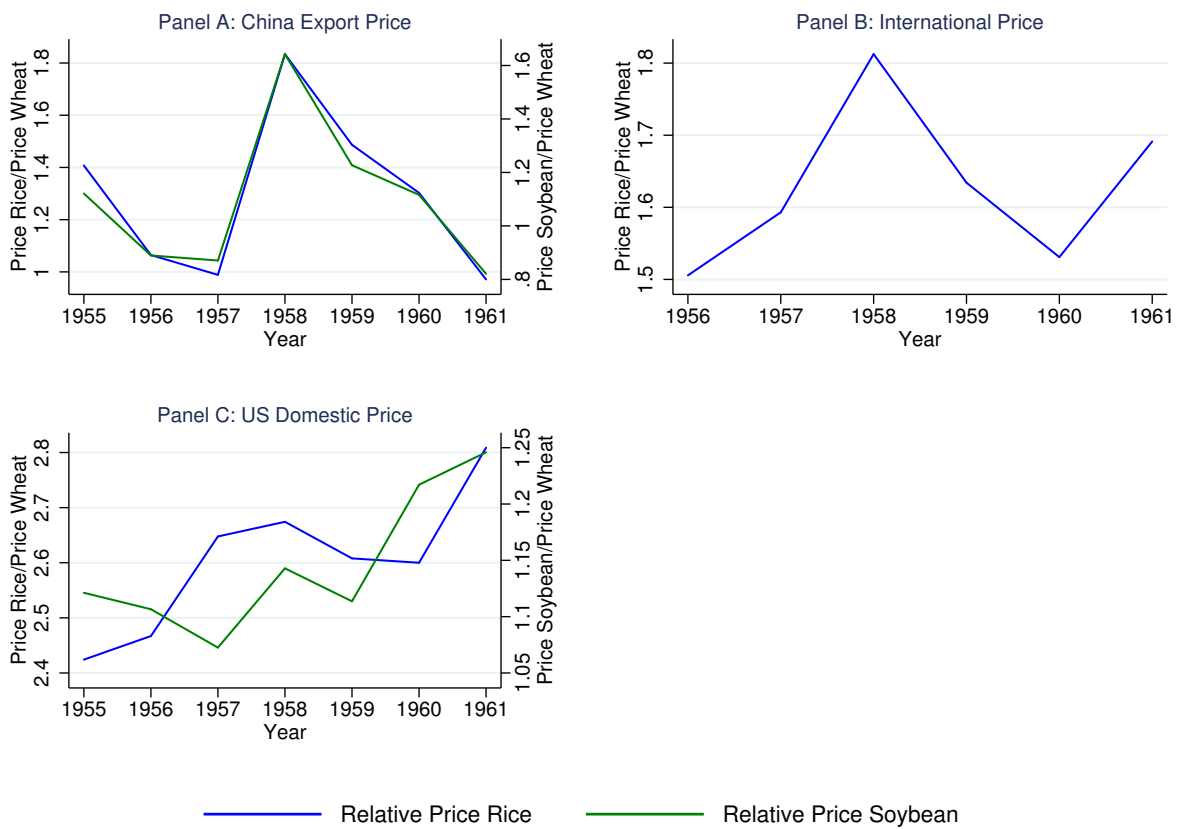 Panel A: China Export Price
Price Rice/Price Wheat
1.8
1.6
1.4
1.2
1
Price Soybean/Price Wheat
1.6
1.4
1.2
1
.8
1955 1956 1957 1958 1959 1960 1961
Year
Panel B: International Price
Price Rice/Price Wheat
1.8
1.7
1.6
1.5
1956 1957 1958 1959 1960 1961
Year
Panel C: US Domestic Price
Price Rice/Price Wheat
2.8
2.7
2.6
2.5
2.4
Price Soybean/Price Wheat
1.25
1.2
1.15
1.1
1.05
1955 1956 1957 1958 1959 1960 1961
Year
Relative Price Rice Relative Price Soybean